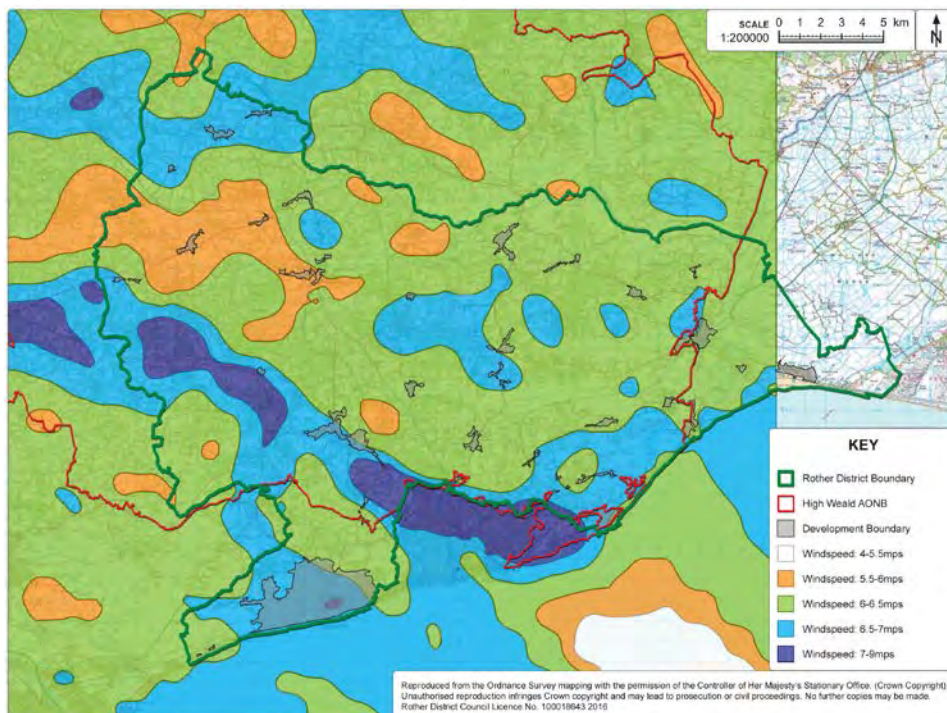 SCALE
1:200000
0 1 2 3 4 5 km
N
KEY
Rother District Boundary
High Weald AONB
Development Boundary
Windspeed: 4-5.5mps
Windspeed: 5.5-6mps
Windspeed: 6-6.5mps
Windspeed: 6.5-7mps
Windspeed: 7-9mps
Reproduced from the Ordnance Survey mapping with the permission of the Controller of Her Majesty's Stationary Office. (Crown Copyright).
Unauthorised reproduction infringes Crown copyright and may lead to prosecution or civil proceedings. No further copies may be made.
Rother District Council Licence No. 100018643 2016